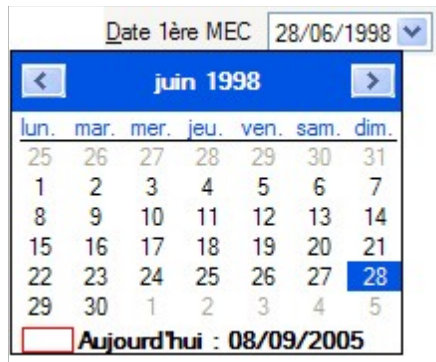 Date 1ère MEC 28/06/1998
juin 1998
lun. mar. mer. jeu. ven. sam. dim.
25 26 27 28 29 30 31
1 2 3 4 5 6 7
8 9 10 11 12 13 14
15 16 17 18 19 20 21
22 23 24 25 26 27 28
29 30 1 2 3 4 5
Aujourd'hui : 08/09/2005